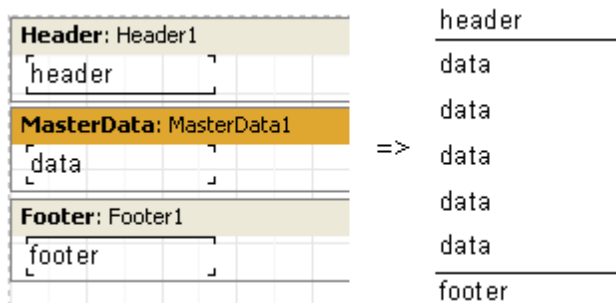 Header: Header1
header
MasterData: MasterData1
data
Footer: Footer1
footer
=>
header
data
data
data
data
data
footer